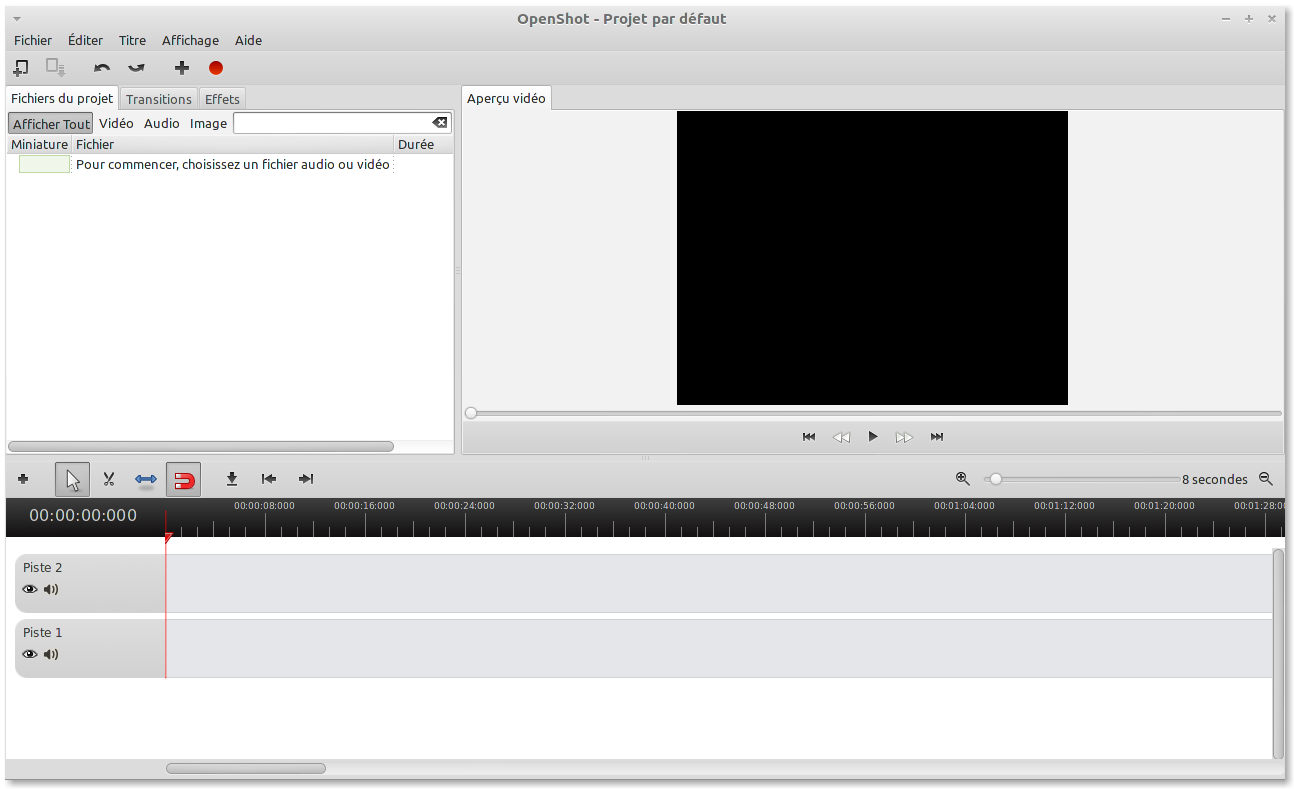 OpenShot - Projet par défaut
Fichier Éditer Titre Affichage Aide
Fichiers du projet Transitions Effets
Aperçu vidéo
Afficher Tout Vidéo Audio Image
Miniature Fichier Durée
Pour commencer, choisissez un fichier audio ou vidéo
8 secondes
00:00:00:000
00:00:08:000 00:00:16:000 00:00:24:000 00:00:32:000 00:00:40:000 00:00:48:000 00:00:56:000 00:01:04:000 00:01:12:000 00:01:20:000 00:01:28:0
Piste 2
Piste 1